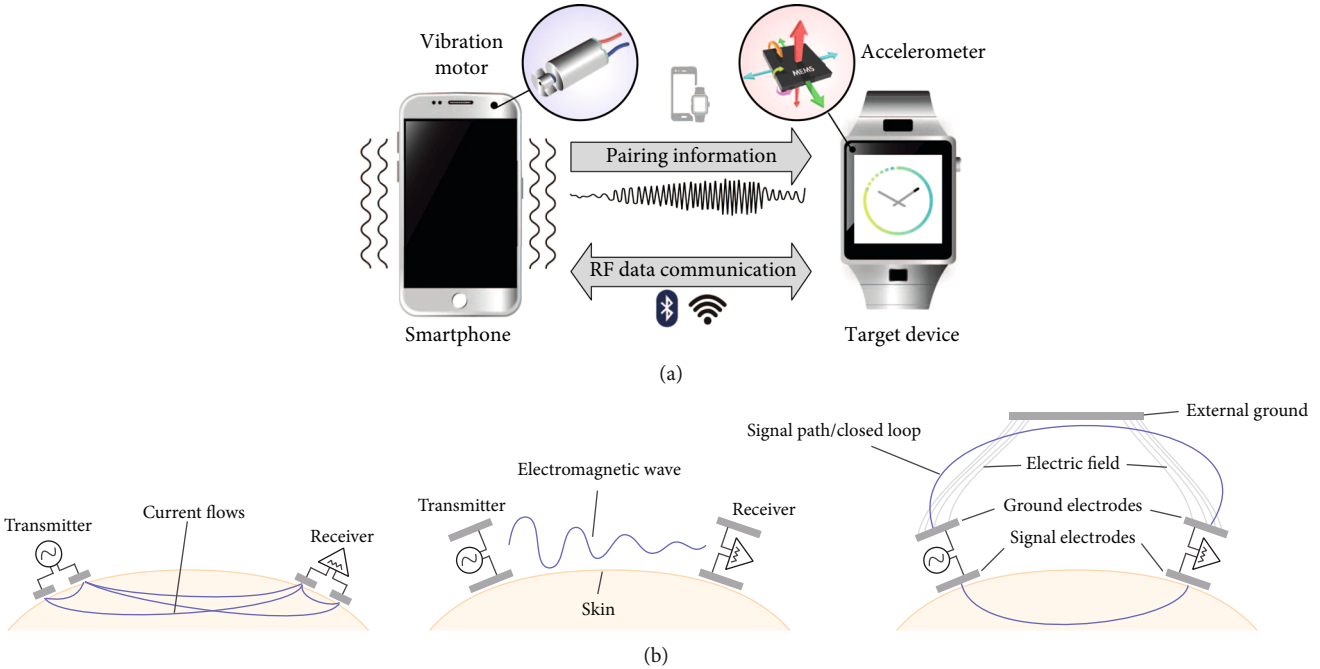 Vibration
motor
MEMS
Accelerometer
Pairing information
RF data communication
Smartphone
Target device
(a)
Transmitter
Current flows
Receiver
Electromagnetic wave
Transmitter
Receiver
Skin
Signal path/closed loop
External ground
Electric field
Ground electrodes
Signal electrodes
(b)